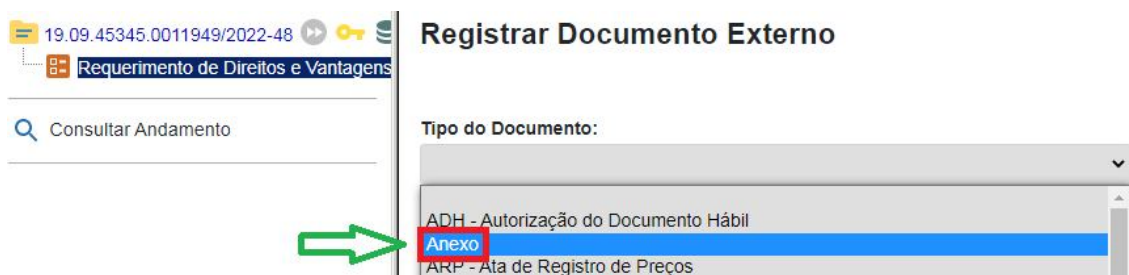 19.09.45345.0011949/2022-48
Requerimento de Direitos e Vantagens
Consultar Andamento
Registrar Documento Externo
Tipo do Documento:
ADH - Autorização do Documento Hábil
Anexo
ARP - Ata de Registro de Preços